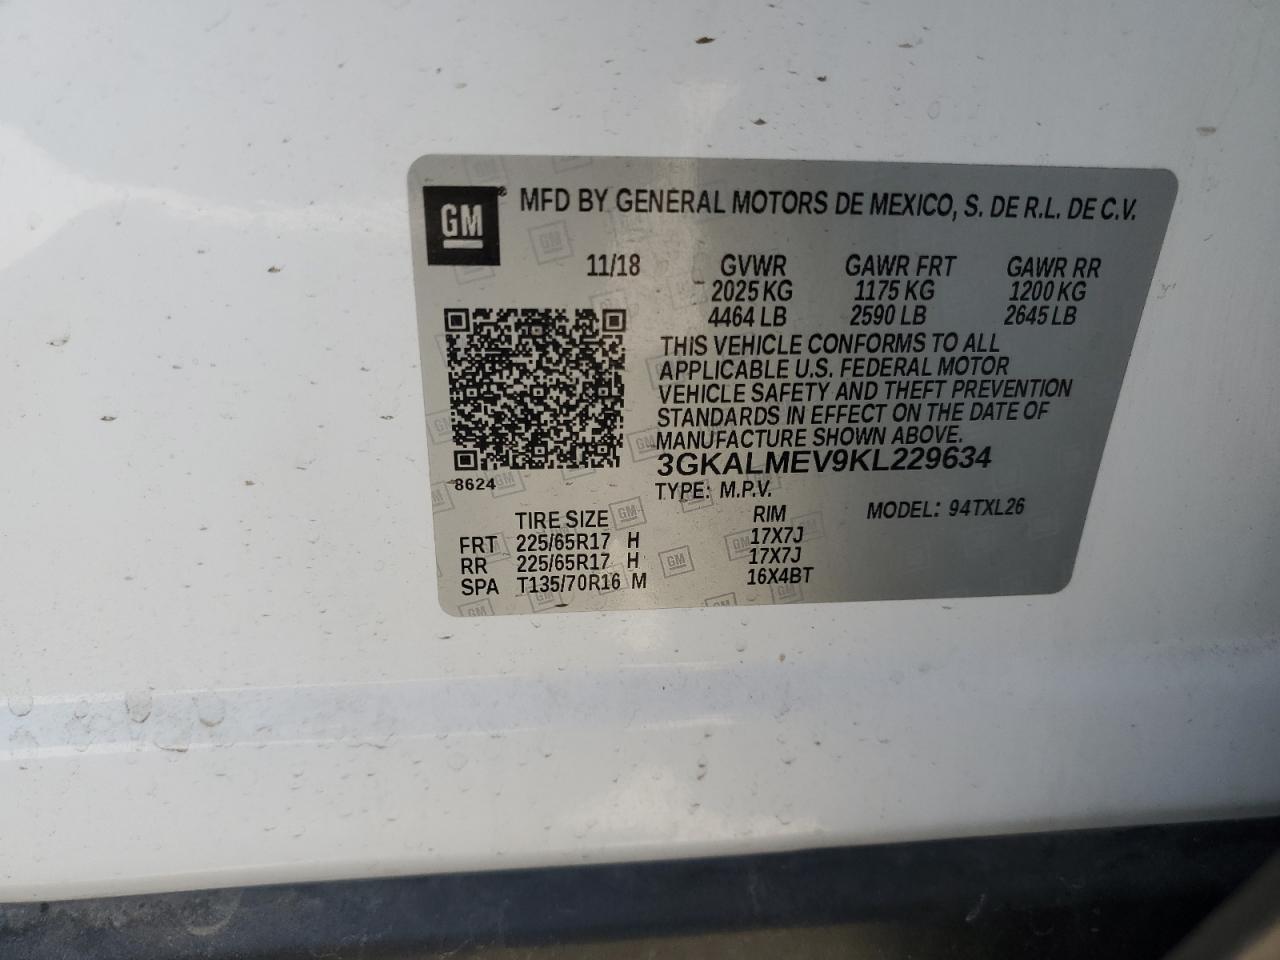 GM® MFD BY GENERAL MOTORS DE MEXICO, S. DE R.L. DE C.V.
11/18 GVWR GAWR FRT GAWR RR
2025 KG 1175 KG 1200 KG
4464 LB 2590 LB 2645 LB
THIS VEHICLE CONFORMS TO ALL
APPLICABLE U.S. FEDERAL MOTOR
VEHICLE SAFETY AND THEFT PREVENTION
STANDARDS IN EFFECT ON THE DATE OF
MANUFACTURE SHOWN ABOVE.
3GKALMEV9KL229634
8624
TYPE: M.P.V.
MODEL: 94TXL26
TIRE SIZE RIM
FRT 225/65R17 H 17X7J
RR 225/65R17 H 17X7J
SPA T135/70R16 M 16X4BT